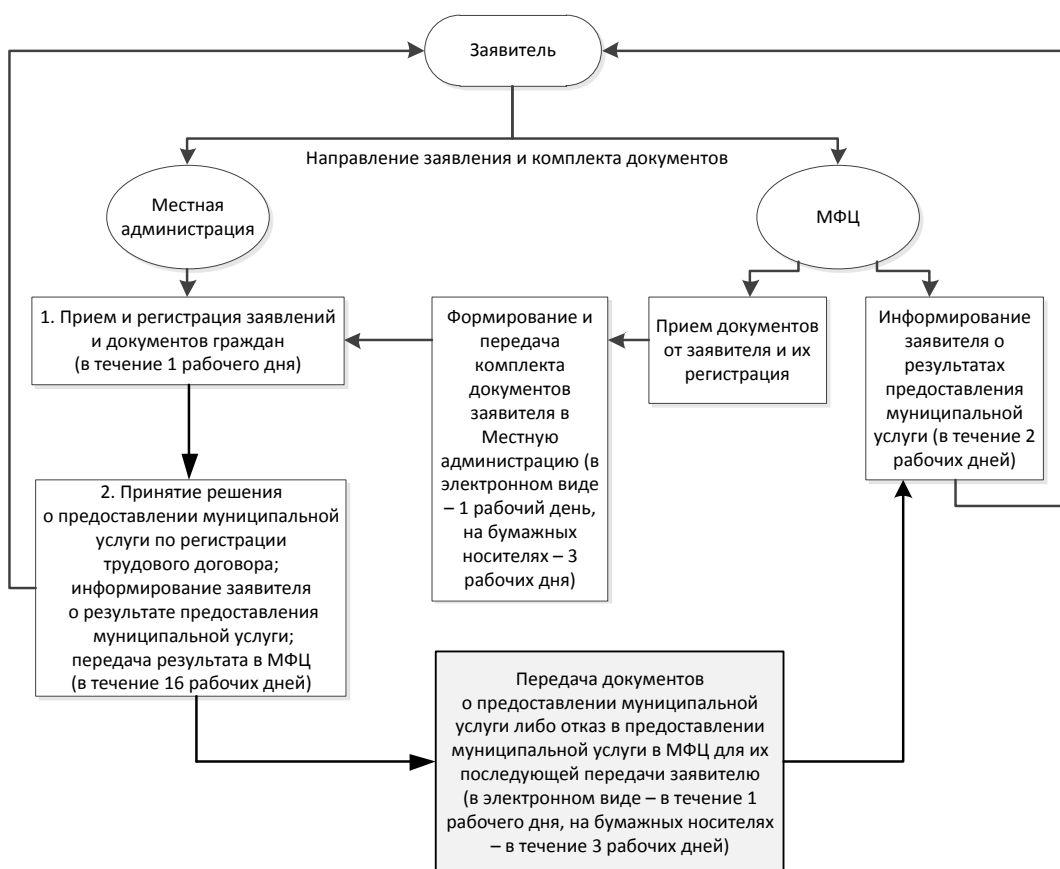 Заявитель
Направление заявления и комплекта документов
Местная
администрация
МФЦ
1. Прием и регистрация заявлений
и документов граждан
(в течение 1 рабочего дня)
Формирование и
передача
комплекта
документов
заявителя в
Местную
администрацию (в
электронном виде
– 1 рабочий день,
на бумажных
носителях – 3
рабочих дня)
Прием документов
от заявителя и их
регистрация
Информирование
заявителя о
результатах
предоставления
муниципальной
услуги (в течение 2
рабочих дней)
2. Принятие решения
о предоставлении муниципальной
услуги по регистрации
трудового договора;
информирование заявителя
о результате предоставления
муниципальной услуги;
передача результата в МФЦ
(в течение 16 рабочих дней)
Передача документов
о предоставлении муниципальной
услуги либо отказ в предоставлении
муниципальной услуги в МФЦ для их
последующей передачи заявителю
(в электронном виде – в течение 1
рабочего дня, на бумажных носителях
– в течение 3 рабочих дней)